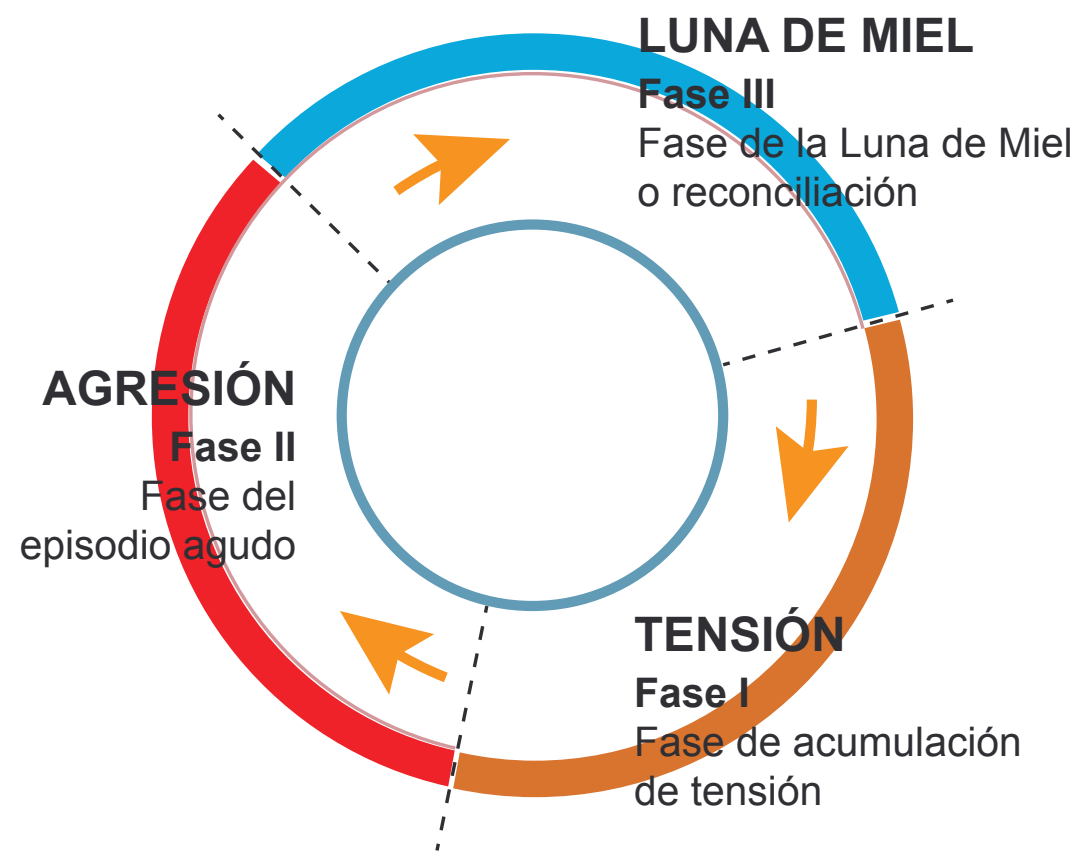 LUNA DE MIEL
Fase III
Fase de la Luna de Miel
o reconciliación
AGRESIÓN
Fase II
Fase del
episodio agudo
TENSIÓN
Fase I
Fase de acumulación
de tensión